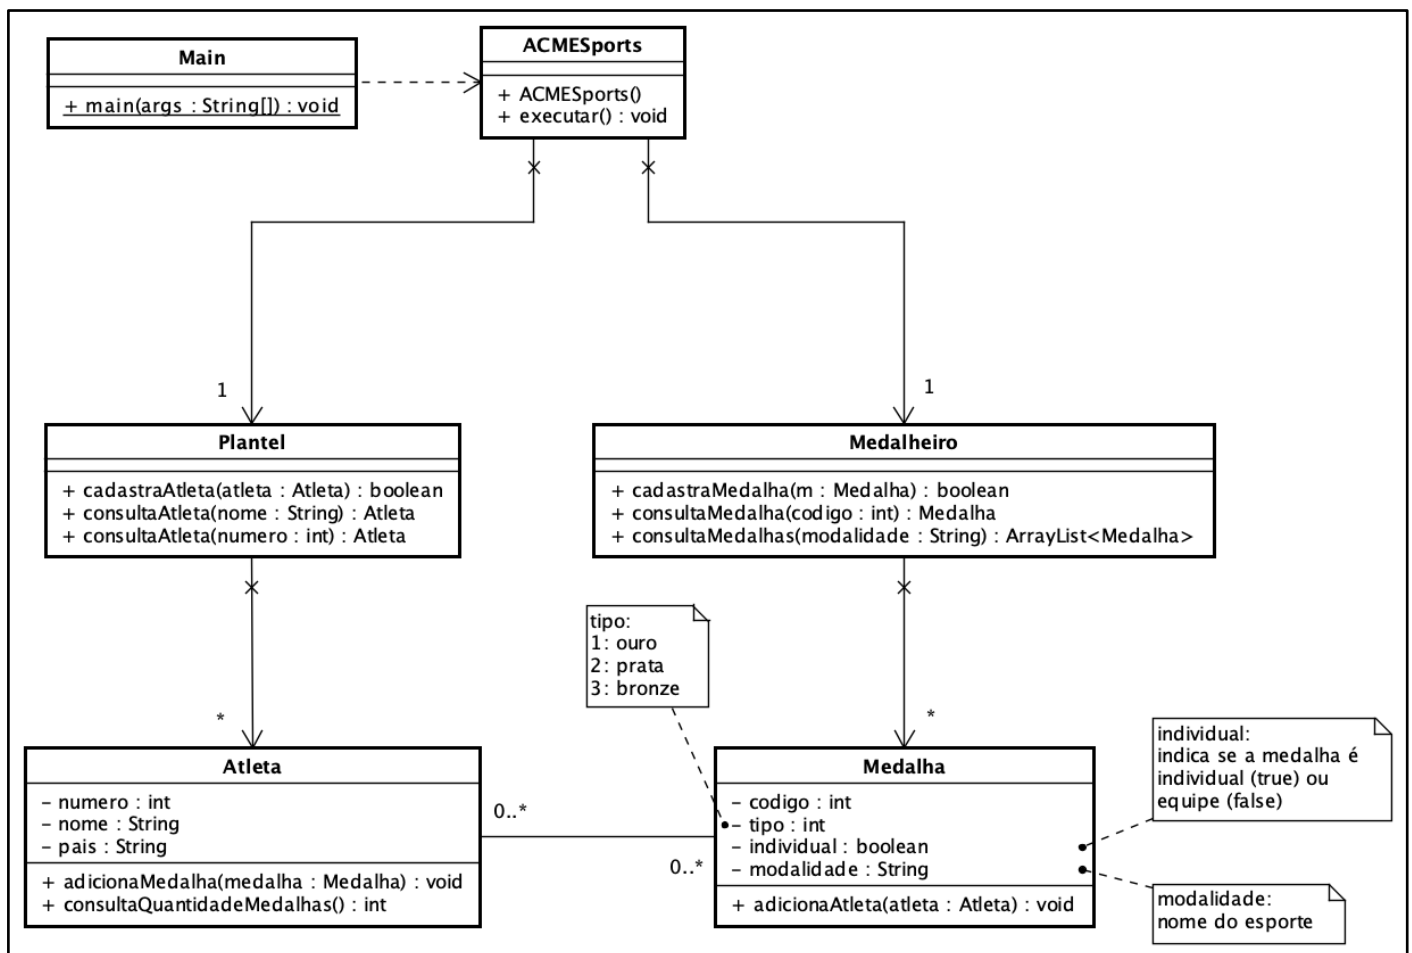 Main
+ main(args : String[]) : void
ACMESports
+ ACMESports()
+ executar() : void
1
1
Plantel
+ cadastraAtleta(atleta : Atleta) : boolean
+ consultaAtleta(nome : String) : Atleta
+ consultaAtleta(numero : int) : Atleta
Medalheiro
+ cadastraMedalha(m : Medalha) : boolean
+ consultaMedalha(codigo : int) : Medalha
+ consultaMedalhas(modalidade : String) : ArrayList<Medalha>
tipo:
1: ouro
2: prata
3: bronze
*
*
individual:
indica se a medalha é
individual (true) ou
equipe (false)
Atleta
– numero : int
– nome : String
– pais : String
+ adicionaMedalha(medalha : Medalha) : void
+ consultaQuantidadeMedalhas() : int
0..*
0..*
Medalha
– codigo : int
– tipo : int
– individual : boolean
– modalidade : String
+ adicionaAtleta(atleta : Atleta) : void
modalidade:
nome do esporte